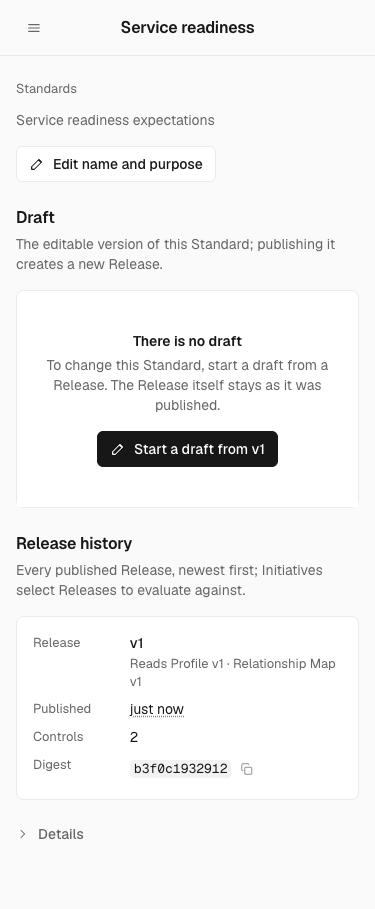 Service readiness
Standards
Service readiness expectations
Edit name and purpose
Draft
The editable version of this Standard; publishing it
creates a new Release.
There is no draft
To change this Standard, start a draft from a
Release. The Release itself stays as it was
published.
Start a draft from v1
Release history
Every published Release, newest first; Initiatives
select Releases to evaluate against.
Release v1
Reads Profile v1 · Relationship Map
v1
Published just now
Controls 2
Digest b3f0c1932912
Details